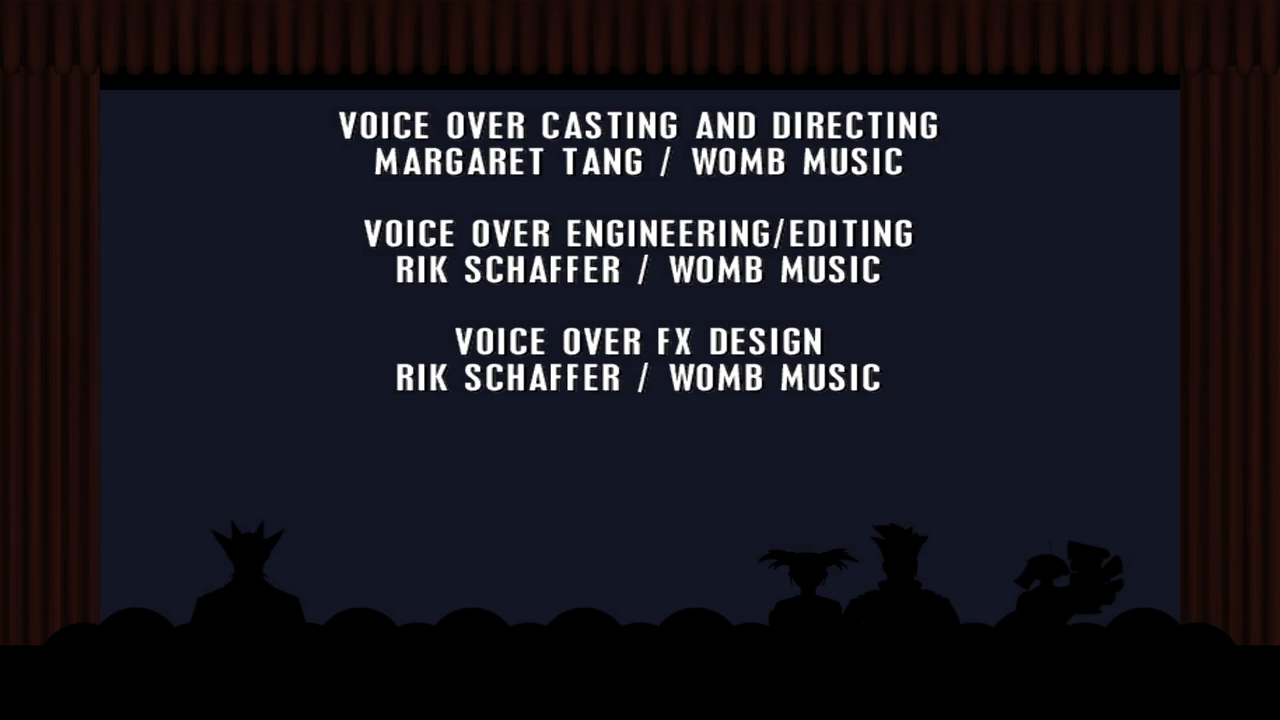 VOICE OVER CASTING AND DIRECTING
MARGARET TANG / WOMB MUSIC
VOICE OVER ENGINEERING/EDITING
RIK SCHAFFER / WOMB MUSIC
VOICE OVER FX DESIGN
RIK SCHAFFER / WOMB MUSIC